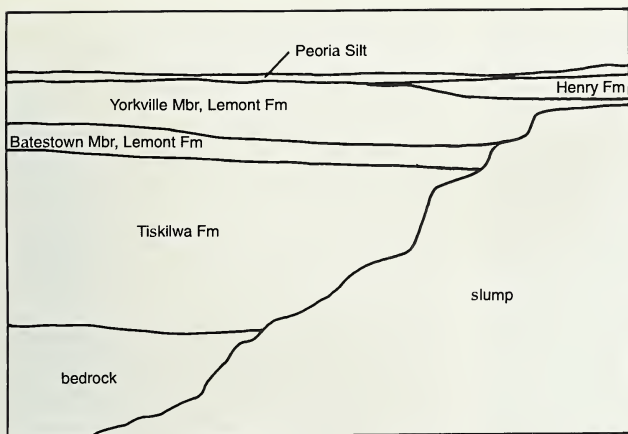 Peoria Silt
Henry Fm
Yorkville Mbr, Lemont Fm
Batestown Mbr, Lemont Fm
Tiskilwa Fm
slump
bedrock